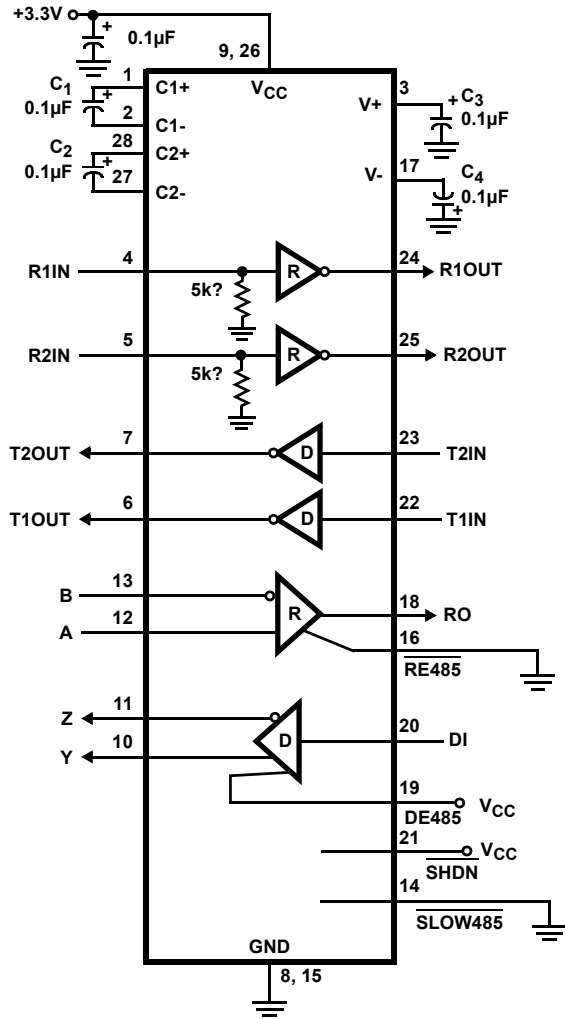 +3.3V
+
0.1µF
9, 26
C1
0.1µF
+
1
C1+
VCC
2
C1-
3
V+
+ C3
0.1µF
C2
0.1µF
+
28
C2+
27
C2-
17
V-
C4
0.1µF
+
R1IN
4
5k?
R
24
R1OUT
R2IN
5
5k?
R
25
R2OUT
T2OUT
7
D
23
T2IN
T1OUT
6
D
22
T1IN
B
13
A
12
R
18
RO
16
RE485
Z
11
Y
10
D
20
DI
19
DE485
VCC
21
SHDN
VCC
14
SLOW485
GND
8, 15